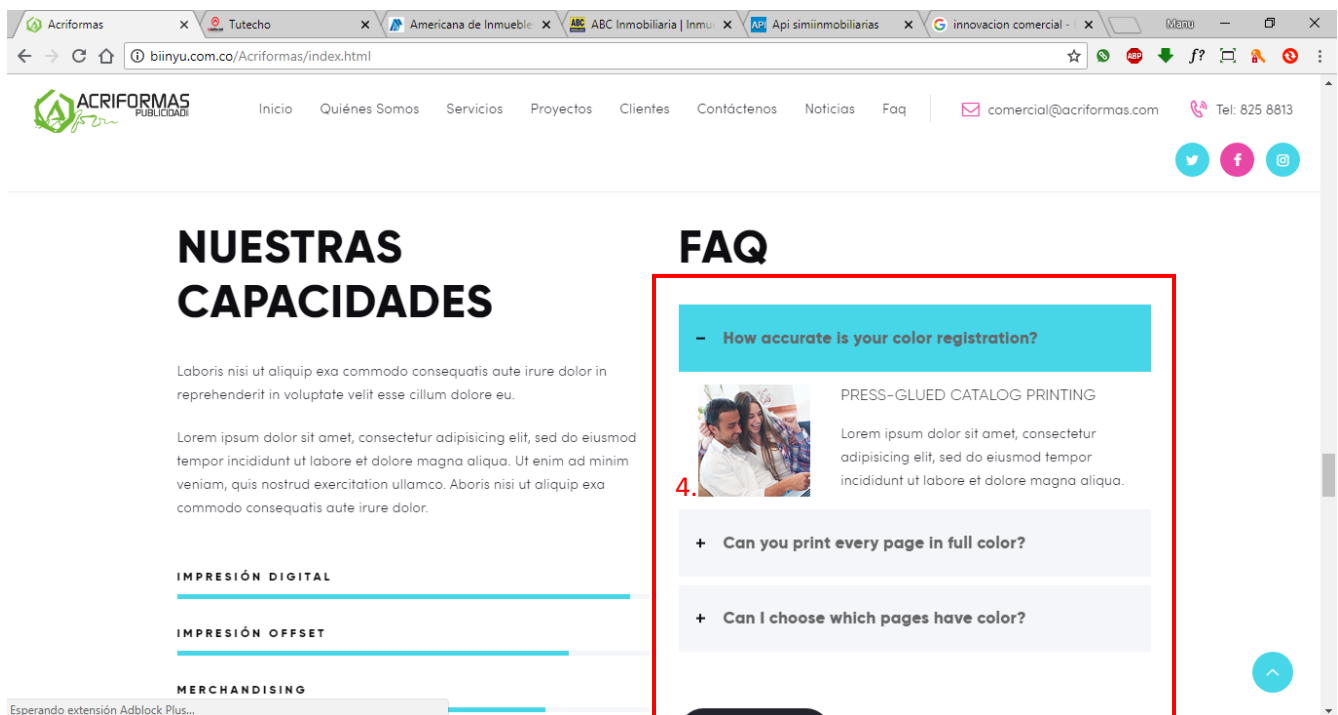 Acriformas
Tutecho
Americana de Inmueble
ABC Inmobiliaria | Inmu
Api simiinmobiliarias
innovacion comercial -
Menu
biinyu.com.co/Acriformas/index.html
ABP
f?
ACRIFORMAS
PUBLICIDAD
Inicio
Quiénes Somos
Servicios
Proyectos
Clientes
Contáctenos
Noticias
Faq
comercial@acriformas.com
Tel: 825 8813
NUESTRAS
CAPACIDADES
Laboris nisi ut aliquip exa commodo consequatis aute irure dolor in
reprehenderit in voluptate velit esse cillum dolore eu.
Lorem ipsum dolor sit amet, consectetur adipisicing elit, sed do eiusmod
tempor incididunt ut labore et dolore magna aliqua. Ut enim ad minim
veniam, quis nostrud exercitation ullamco. Aboris nisi ut aliquip exa
commodo consequatis aute irure dolor.
IMPRESIÓN DIGITAL
IMPRESIÓN OFFSET
MERCHANDISING
FAQ
– How accurate is your color registration?
PRESS-GLUED CATALOG PRINTING
Lorem ipsum dolor sit amet, consectetur
adipisicing elit, sed do eiusmod tempor
incididunt ut labore et dolore magna aliqua.
4.
+ Can you print every page in full color?
+ Can I choose which pages have color?
Esperando extensión Adblock Plus...